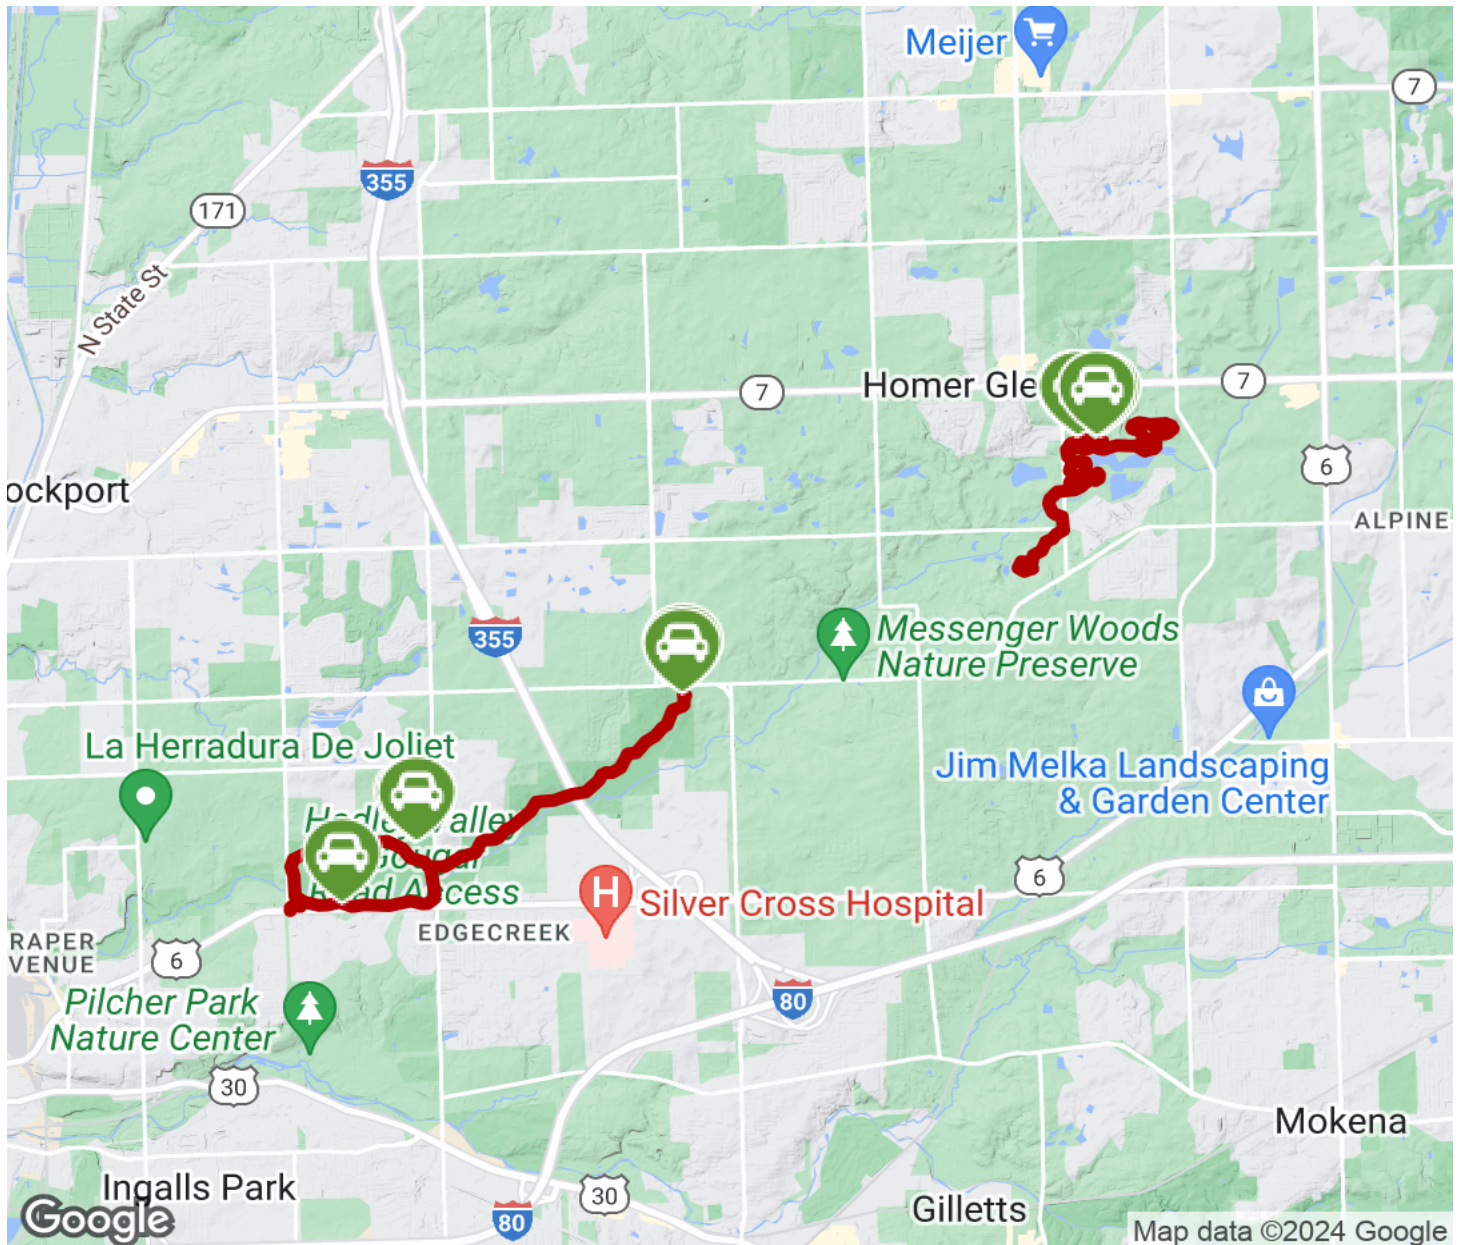 Meijer
7
355
171
N State St
7
Homer Gle
7
6
ockport
ALPINE
355
Messenger Woods
Nature Preserve
La Herradura De Joliet
Jim Melka Landscaping
& Garden Center
Gougar
Access
6
H
Silver Cross Hospital
RAPER
VENUE
6
EDGECREEK
80
Pilcher Park
Nature Center
30
Mokena
Ingalls Park
30
Gilletts
80
Google
Map data ©2024 Google